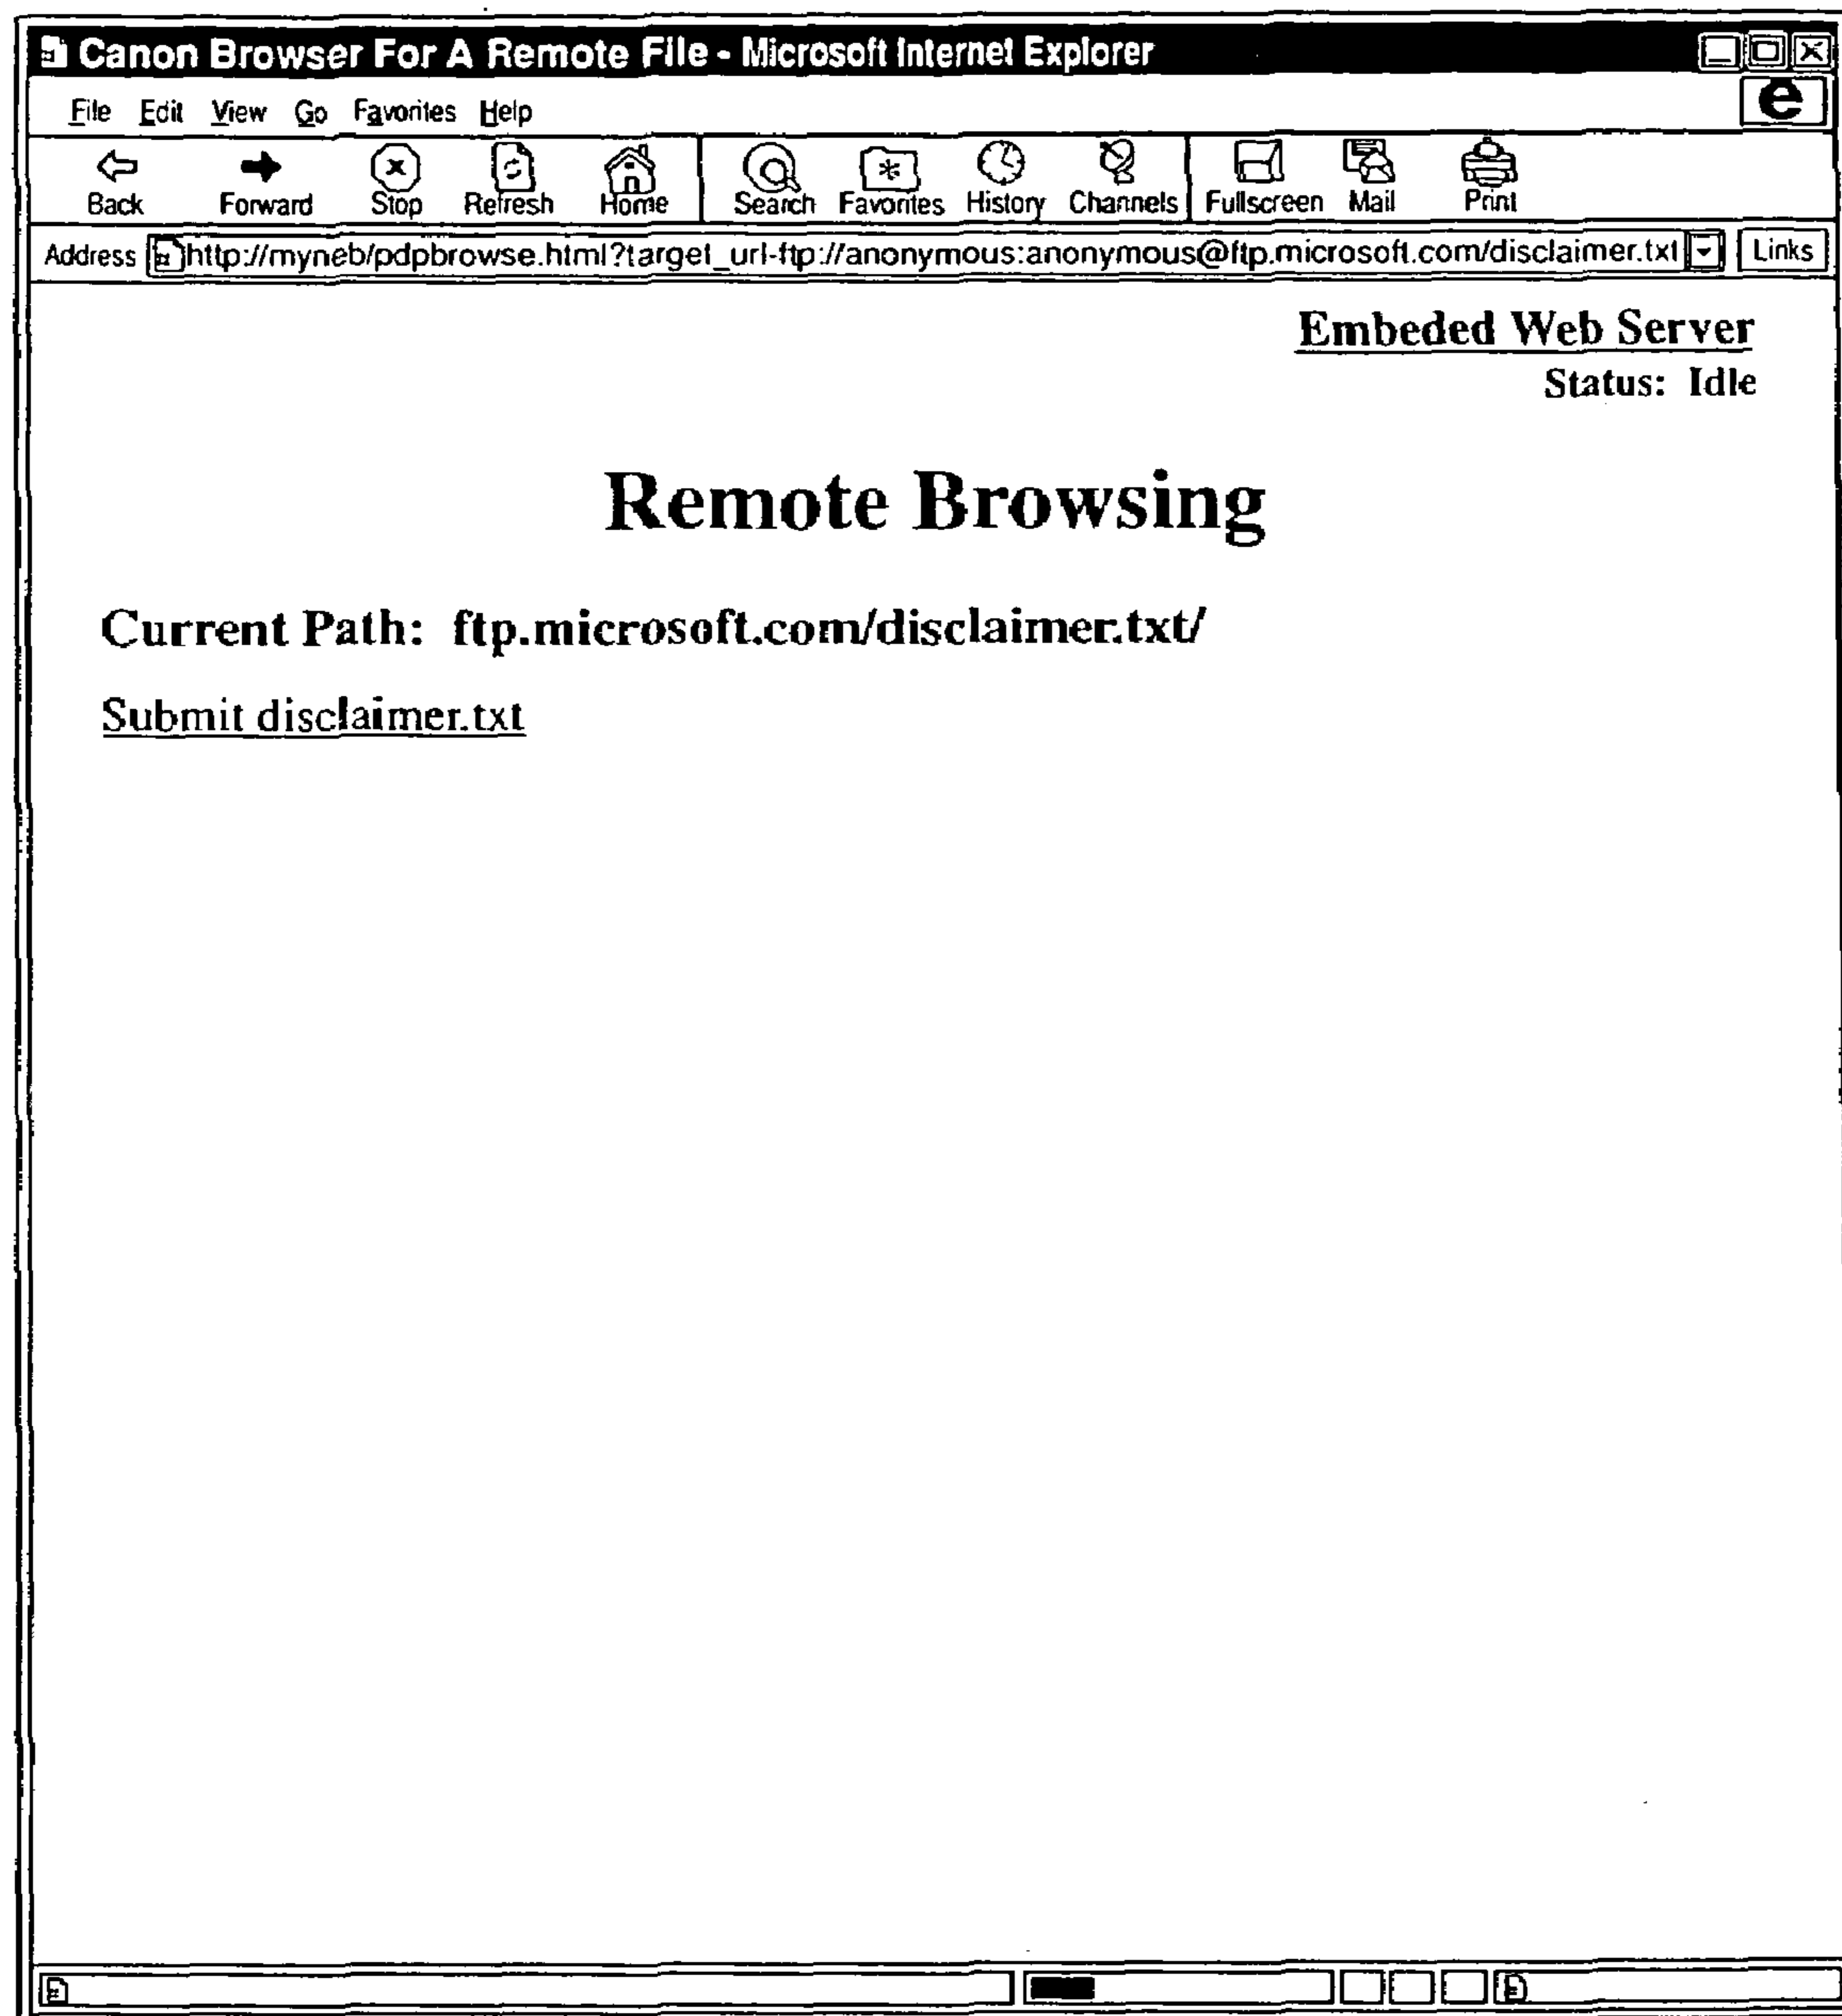 Canon Browser For A Remote File - Microsoft Internet Explorer
File Edit View Go Favorites Help
e
Back Forward Stop Refresh Home Search Favorites History Channels Fullscreen Mail Print
Address http://myneb/pdpbrowse.html?target_url-ftp://anonymous:anonymous@ftp.microsoft.com/disclaimer.txt Links
Embeded Web Server
Status: Idle
Remote Browsing
Current Path: ftp.microsoft.com/disclaimer.txt/
Submit disclaimer.txt